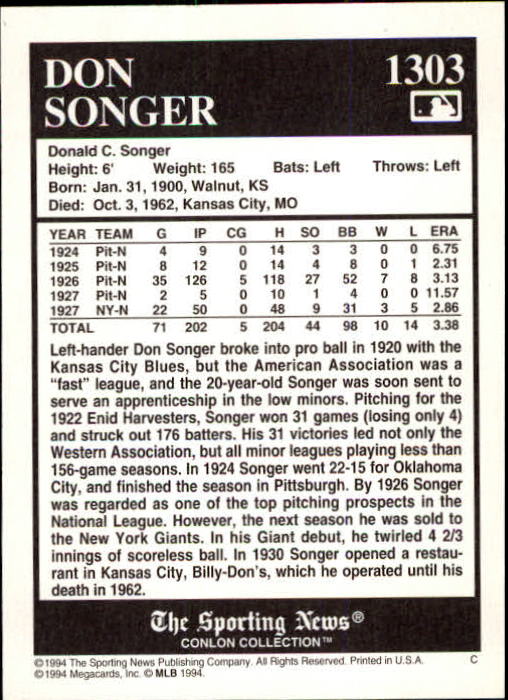 DON
SONGER
1303
Donald C. Songer
Height: 6' Weight: 165 Bats: Left Throws: Left
Born: Jan. 31, 1900, Walnut, KS
Died: Oct. 3, 1962, Kansas City, MO
YEAR TEAM G IP CG H SO BB W L ERA
1924 Pit-N 4 9 0 14 3 3 0 0 6.75
1925 Pit-N 8 12 0 14 4 8 0 1 2.31
1926 Pit-N 35 126 5 118 27 52 7 8 3.13
1927 Pit-N 2 5 0 10 1 4 0 0 11.57
1927 NY-N 22 50 0 48 9 31 3 5 2.86
TOTAL 71 202 5 204 44 98 10 14 3.38
Left-hander Don Songer broke into pro ball in 1920 with the
Kansas City Blues, but the American Association was a
"fast" league, and the 20-year-old Songer was soon sent to
serve an apprenticeship in the low minors. Pitching for the
1922 Enid Harvesters, Songer won 31 games (losing only 4)
and struck out 176 batters. His 31 victories led not only the
Western Association, but all minor leagues playing less than
156-game seasons. In 1924 Songer went 22-15 for Oklahoma
City, and finished the season in Pittsburgh. By 1926 Songer
was regarded as one of the top pitching prospects in the
National League. However, the next season he was sold to
the New York Giants. In his Giant debut, he twirled 4 2/3
innings of scoreless ball. In 1930 Songer opened a restau-
rant in Kansas City, Billy-Don's, which he operated until his
death in 1962.
The Sporting News®
CONLON COLLECTION™
©1994 The Sporting News Publishing Company. All Rights Reserved. Printed in U.S.A. C
©1994 Megacards, Inc. © MLB 1994.